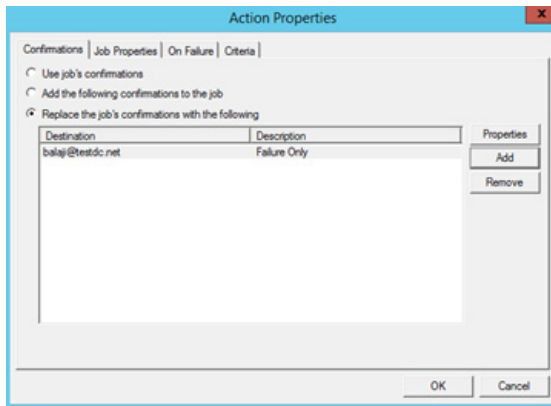 Action Properties
x
Confirmations Job Properties On Failure Criteria
Use job's confirmations
Add the following confirmations to the job
Replace the job's confirmations with the following
Destination Description Properties
balaji@testdc.net Failure Only Add
Remove
OK Cancel